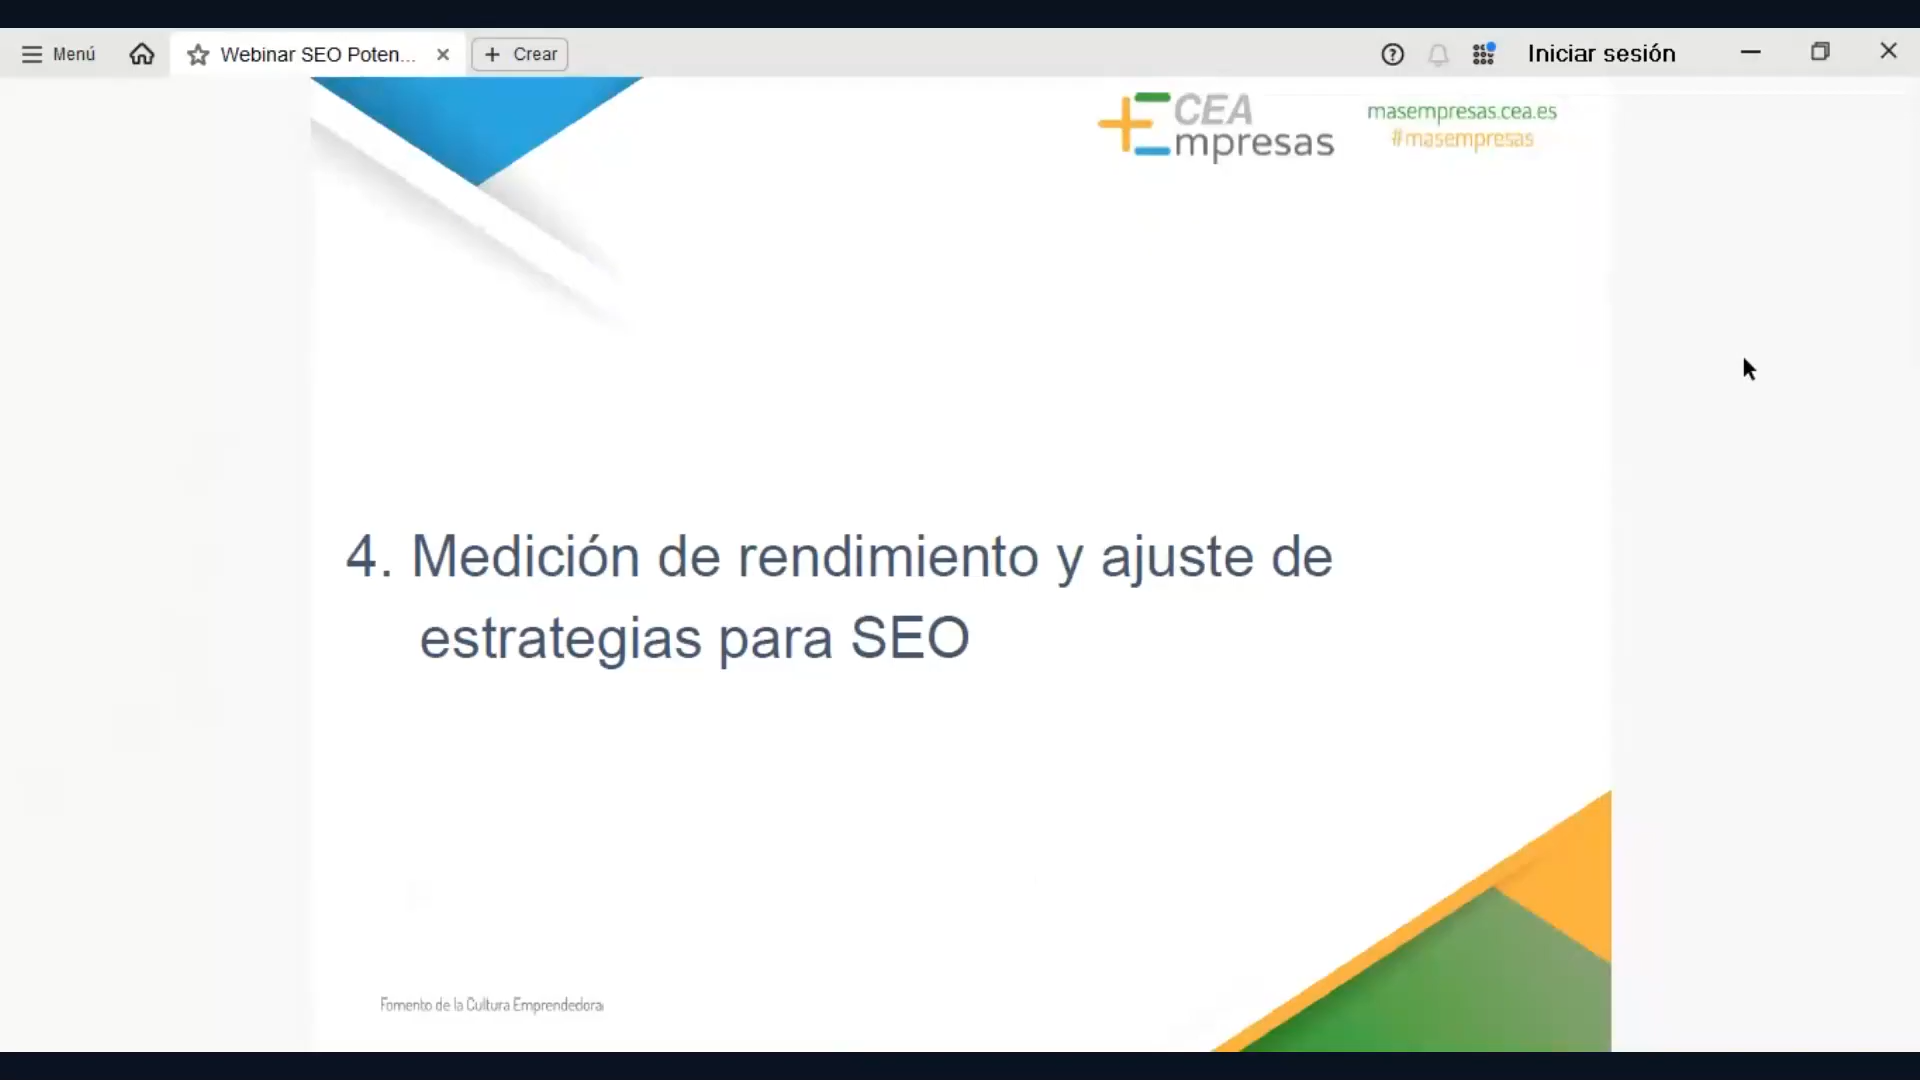 Menú
Webinar SEO Poten...
Crear
Iniciar sesión
CEA
mpresas
masempresas.cea.es
#masempresas
4. Medición de rendimiento y ajuste de
estrategias para SEO
Fomento de la Cultura Emprendedora